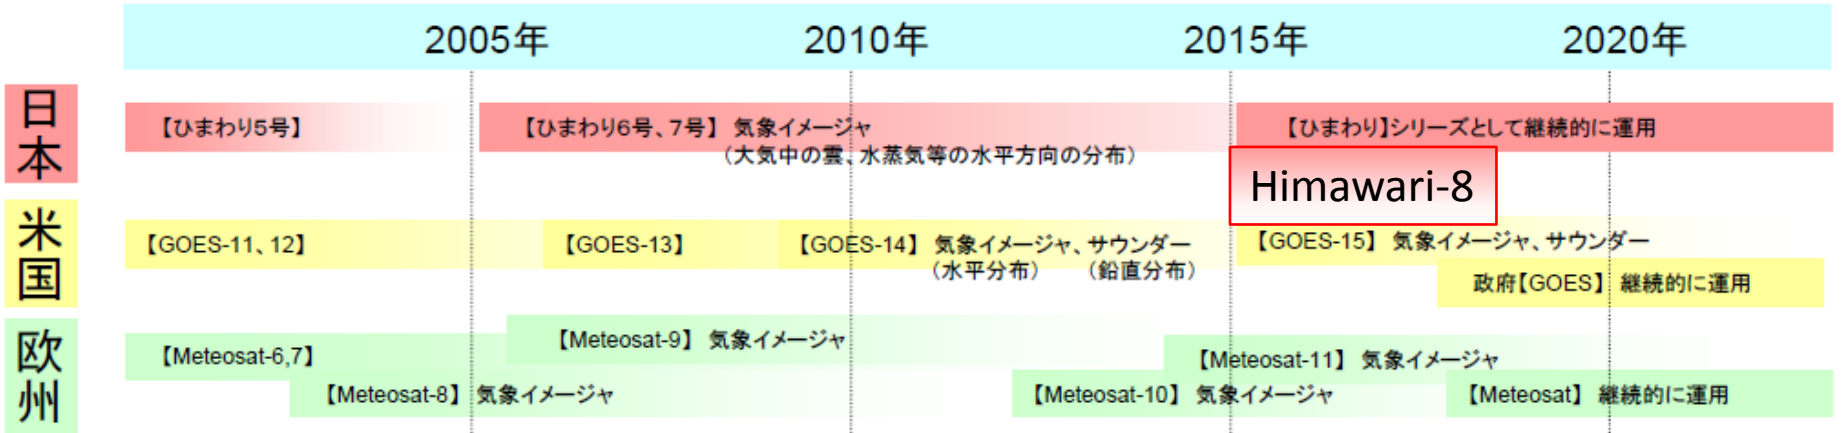 2005年 2010年 2015年 2020年
日本
【ひまわり5号】 【ひまわり6号、7号】 気象イメージャ 【ひまわり】シリーズとして継続的に運用
（大気中の雲、水蒸気等の水平方向の分布）
Himawari-8
米国
【GOES-11、12】 【GOES-13】 【GOES-14】 気象イメージャ、サウンダー 【GOES-15】 気象イメージャ、サウンダー
（水平分布） （鉛直分布）
政府【GOES】 継続的に運用
欧州
【Meteosat-6,7】 【Meteosat-9】 気象イメージャ 【Meteosat-11】 気象イメージャ
【Meteosat-8】 気象イメージャ 【Meteosat-10】 気象イメージャ 【Meteosat】 継続的に運用